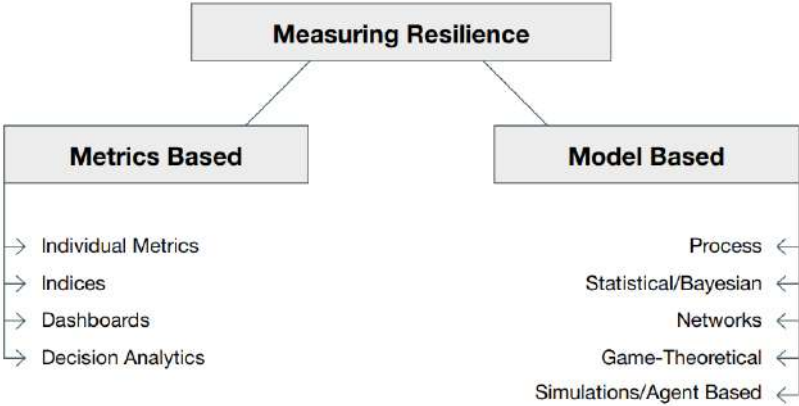 Measuring Resilience
Metrics Based
Model Based
Individual Metrics
Indices
Dashboards
Decision Analytics
Process
Statistical/Bayesian
Networks
Game-Theoretical
Simulations/Agent Based